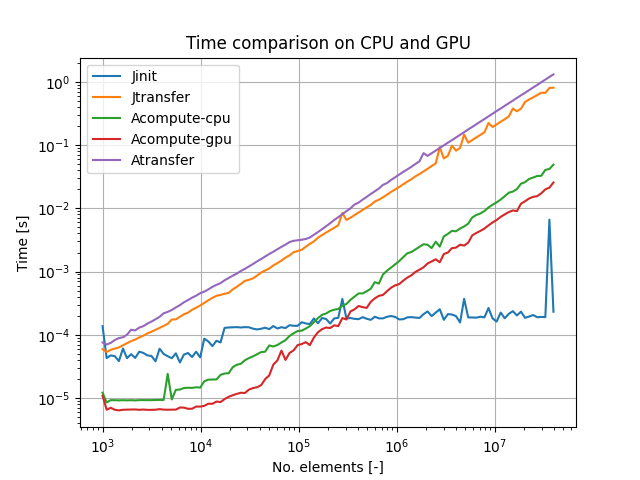 Time comparison on CPU and GPU
Jinit
Jtransfer
Acompute-cpu
Acompute-gpu
Atransfer
Time [s]
10⁰
10⁻¹
10⁻²
10⁻³
10⁻⁴
10⁻⁵
10³
10⁴
10⁵
10⁶
10⁷
No. elements [-]